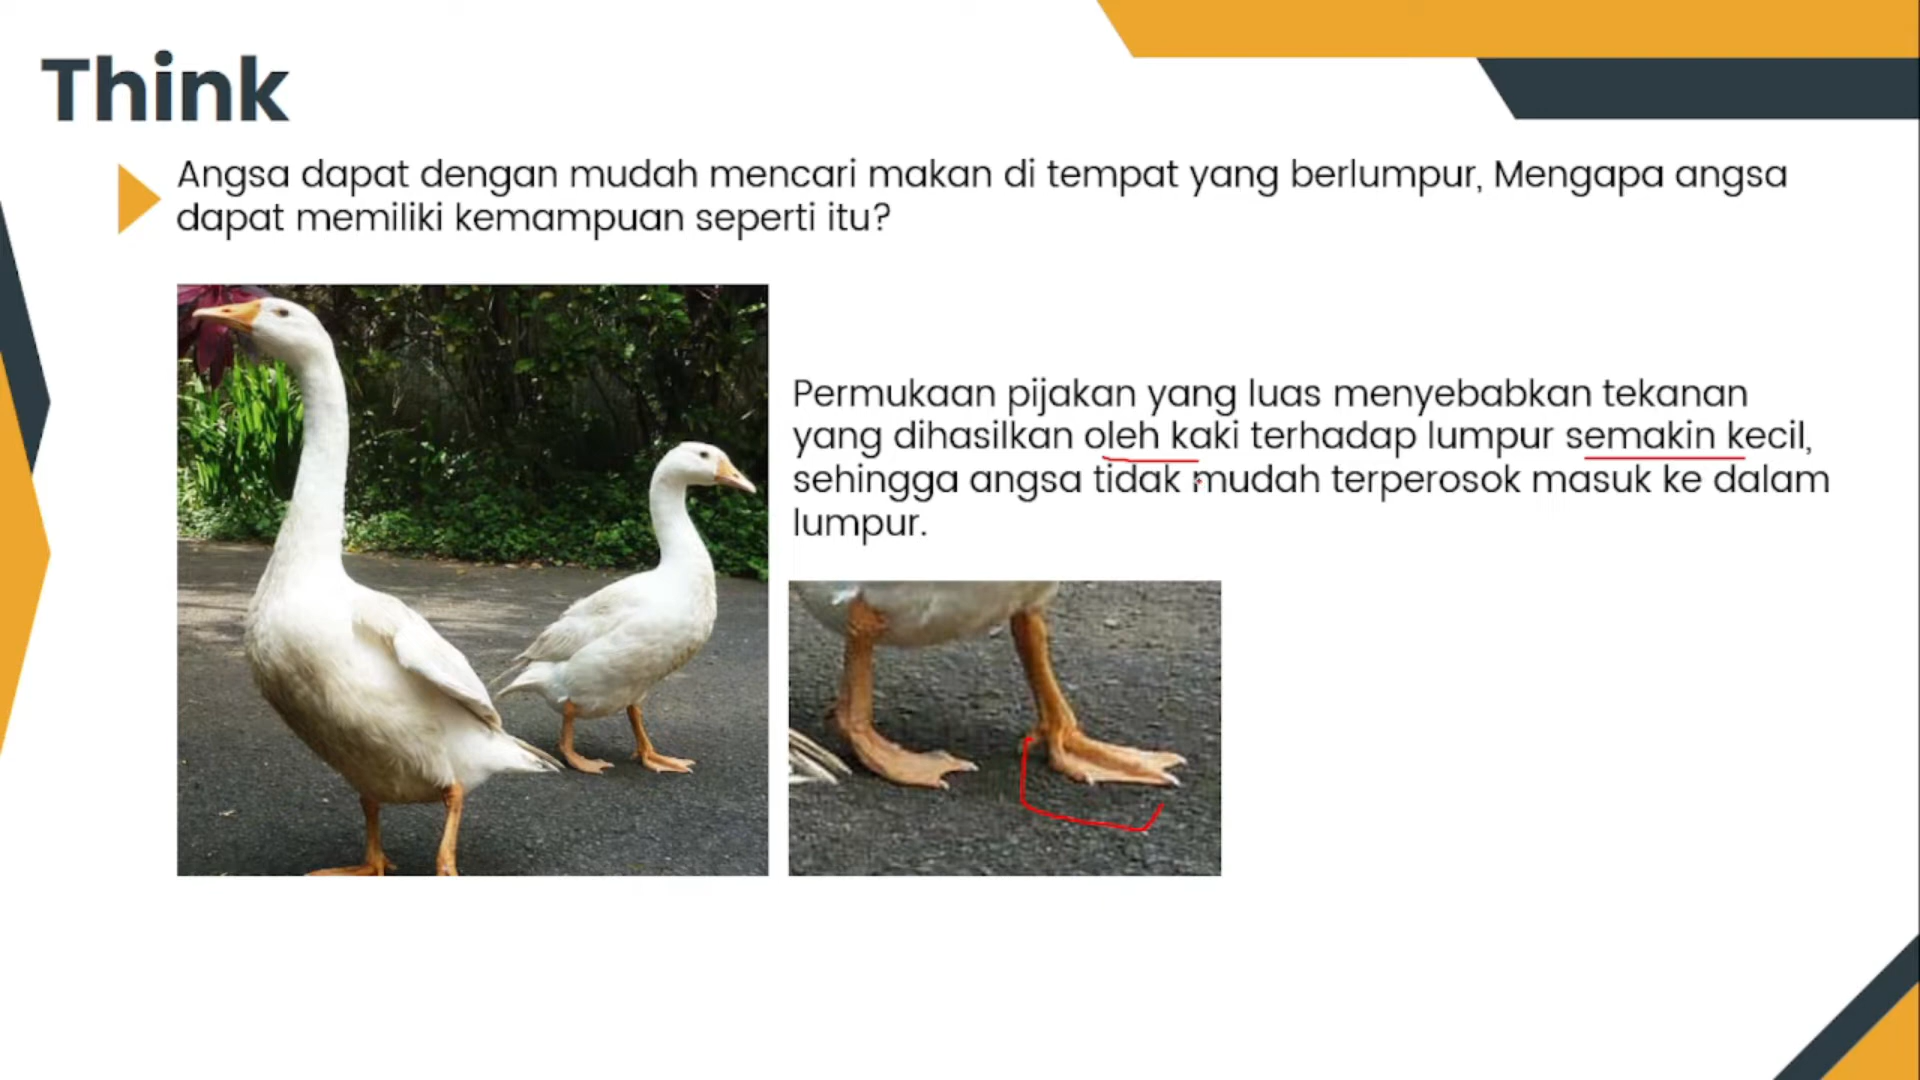 Think
Angsa dapat dengan mudah mencari makan di tempat yang berlumpur, Mengapa angsa
dapat memiliki kemampuan seperti itu?
Permukaan pijakan yang luas menyebabkan tekanan
yang dihasilkan oleh kaki terhadap lumpur semakin kecil,
sehingga angsa tidak mudah terperosok masuk ke dalam
lumpur.